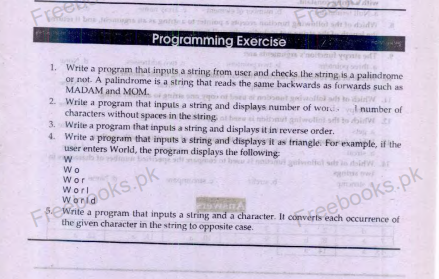 Programming Exercise
1. Write a program that inputs a string from user and checks the string is a palindrome
or not. A palindrome is a string that reads the same backwards as forwards such as
MADAM and MOM.
2. Write a program that inputs a string and displays number of number of
characters without spaces in the string.
3. Write a program that inputs a string and displays it in reverse order.
4. Write a program that inputs a string and displays it as triangle. For example, if the
user enters World, the program displays the following:
W
W o
W o r
W o r l
W o r l d
5. Write a program that inputs a string and a character. It converts each occurrence of
the given character in the string to opposite case.
Freebooks.pk
Freebooks.pk